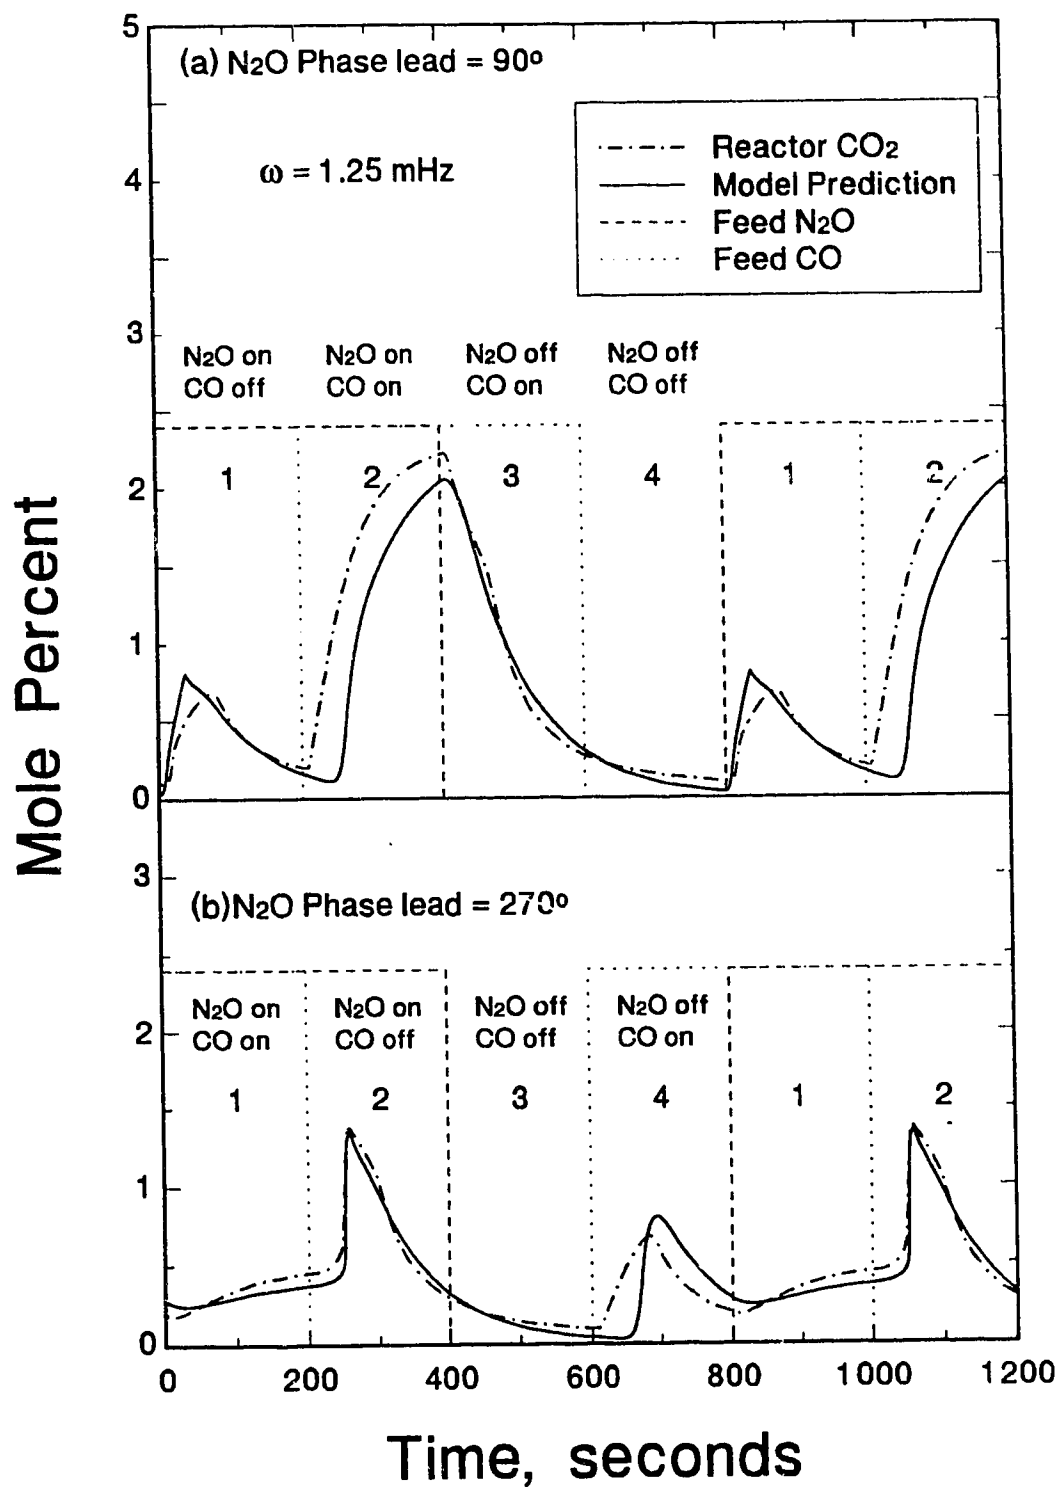 5
(a) N2O Phase lead = 90o
ω = 1.25 mHz
Reactor CO2
Model Prediction
Feed N2O
Feed CO
4
3
N2O on
CO off
N2O on
CO on
N2O off
CO on
N2O off
CO off
1
2
3
4
1
2
2
1
0
Mole Percent
3
(b)N2O Phase lead = 270o
N2O on
CO on
N2O on
CO off
N2O off
CO off
N2O off
CO on
2
1
2
3
4
1
2
1
0
0
200
400
600
800
1000
1200
Time, seconds